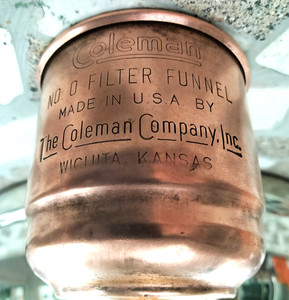 Coleman
NO. 0 FILTER FUNNEL
MADE IN U.S.A. BY
The Coleman Company, Inc.
WICHITA, KANSAS